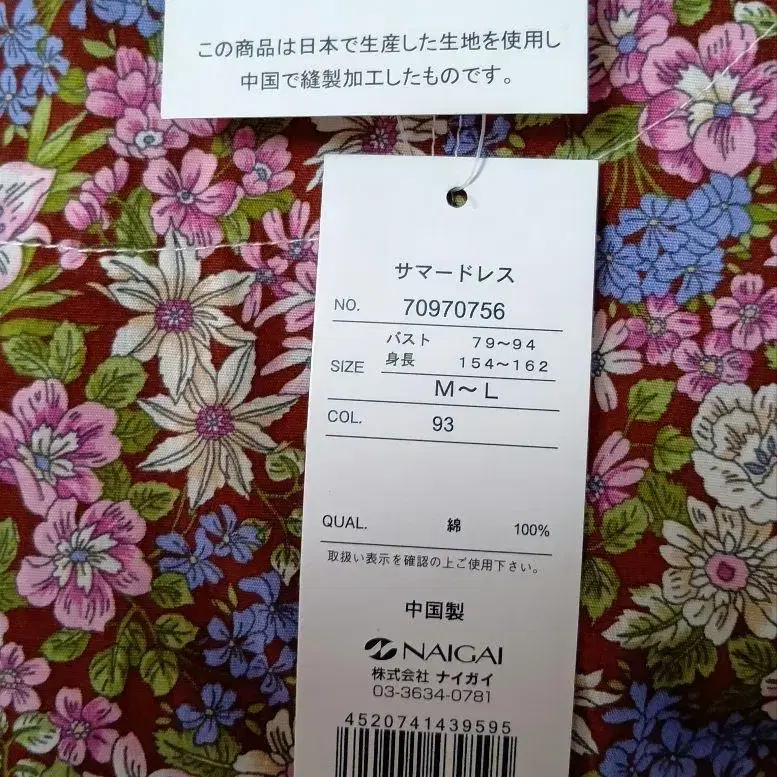 この商品は日本で生産した生地を使用し
中国で縫製加工したものです。
サマードレス
NO. 70970756
バスト 79～94
SIZE 身長 154～162
M～L
COL. 93
QUAL. 綿 100%
取扱い表示を確認の上ご使用下さい。
中国製
NAIGAI
株式会社 ナイガイ
03-3634-0781
4520741439595